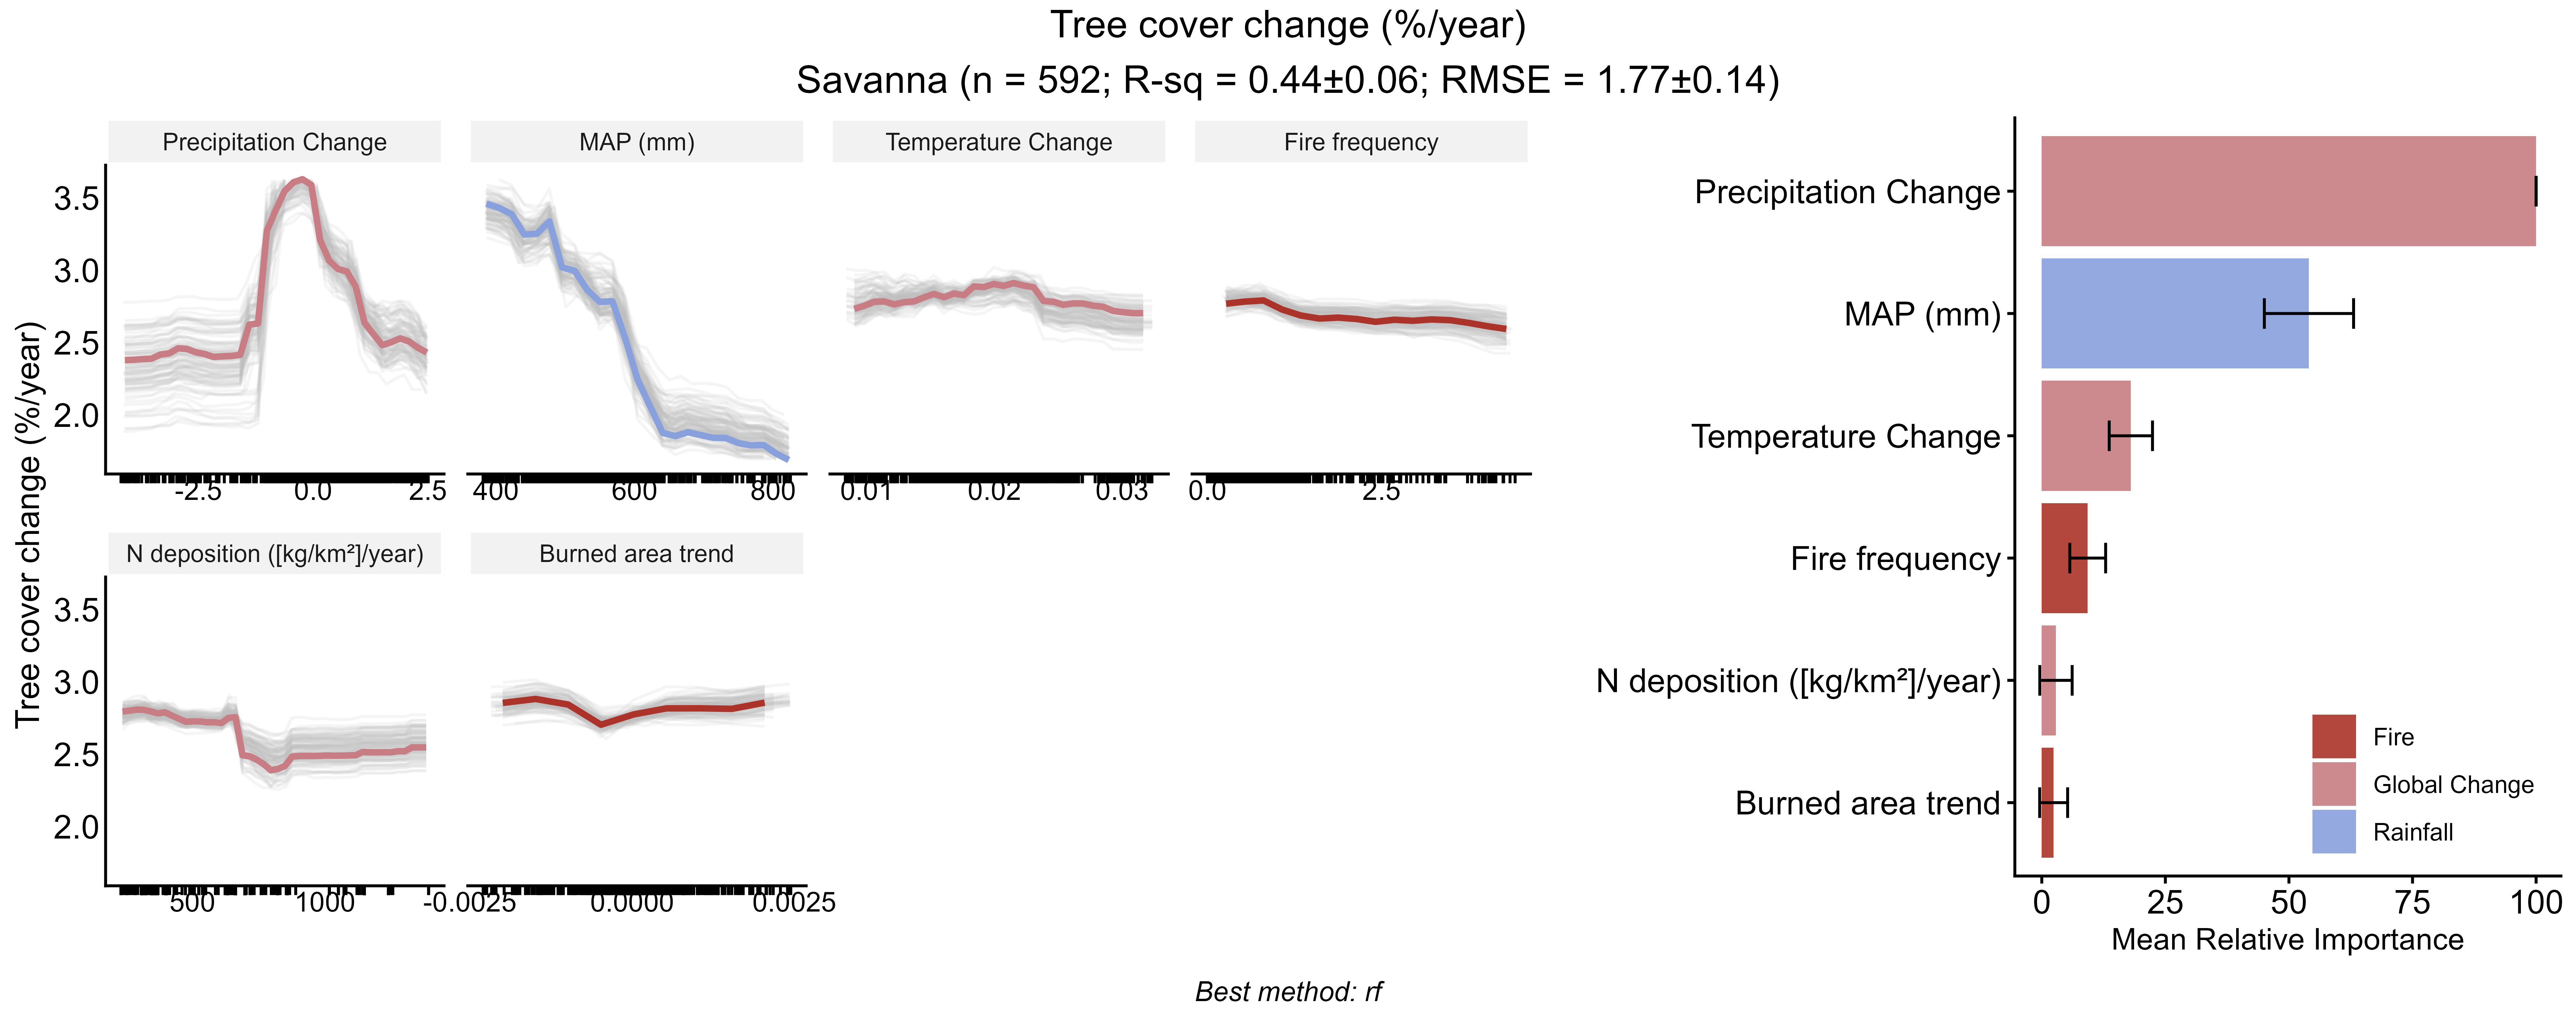 Tree cover change (%/year)
Savanna (n = 592; R-sq = 0.44±0.06; RMSE = 1.77±0.14)
Tree cover change (%/year)
Precipitation Change
MAP (mm)
Temperature Change
Fire frequency
3.5
3.0
2.5
2.0
-2.5 0.0 2.5
400 600 800
0.01 0.02 0.03
0.0 2.5
N deposition ([kg/km²]/year)
Burned area trend
3.5
3.0
2.5
2.0
500 1000
-0.0025 0.0000 0.0025
Precipitation Change
MAP (mm)
Temperature Change
Fire frequency
N deposition ([kg/km²]/year)
Burned area trend
Fire
Global Change
Rainfall
0 25 50 75 100
Mean Relative Importance
Best method: rf